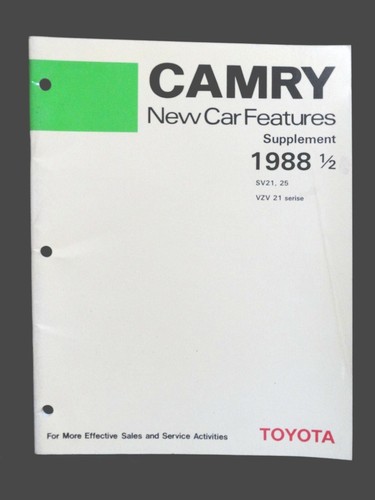 CAMRY
New Car Features
Supplement
1988 ½
SV21, 25
VZV 21 serise
For More Effective Sales and Service Activities
TOYOTA